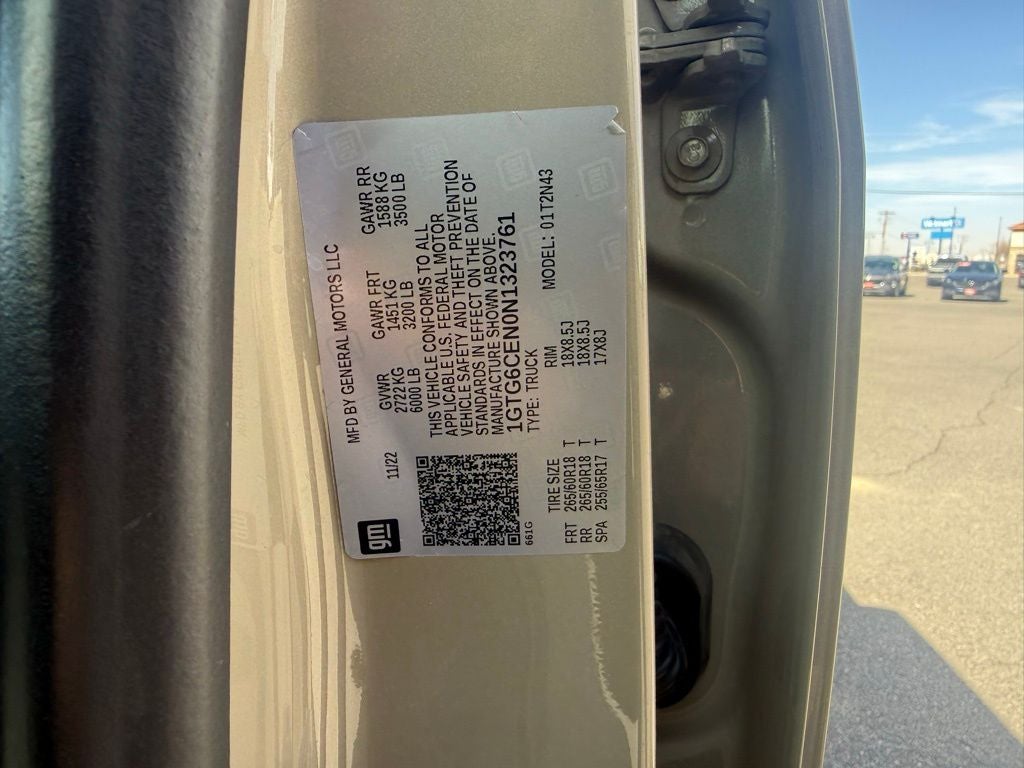 gm
MFD BY GENERAL MOTORS LLC
11/22
GVWR GAWR FRT GAWR RR
2722 KG 1451 KG 1588 KG
6000 LB 3200 LB 3500 LB
THIS VEHICLE CONFORMS TO ALL
APPLICABLE U.S. FEDERAL MOTOR
VEHICLE SAFETY AND THEFT PREVENTION
STANDARDS IN EFFECT ON THE DATE OF
MANUFACTURE SHOWN ABOVE.
1GTG6CEN0N1323761
TYPE: TRUCK MODEL: 01T2N43
661G
TIRE SIZE RIM
FRT 265/60R18 T 18X8.5J
RR 265/60R18 T 18X8.5J
SPA 255/65R17 T 17X8J